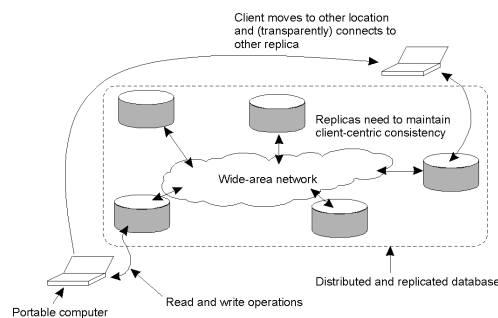 Client moves to other location
and (transparently) connects to
other replica
Replicas need to maintain
client-centric consistency
Wide-area network
Distributed and replicated database
Read and write operations
Portable computer